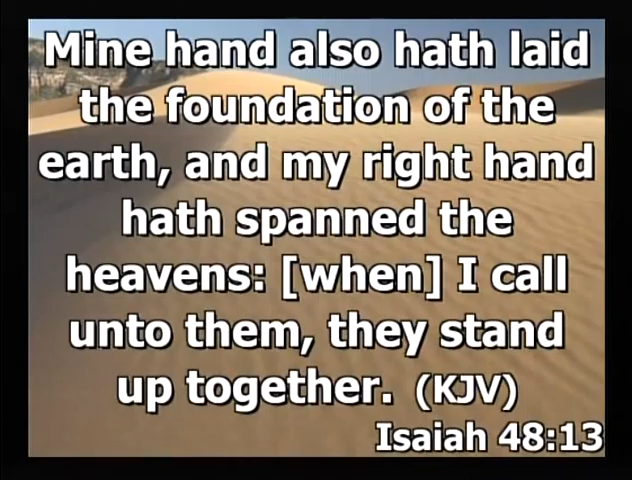 Mine hand also hath laid
the foundation of the
earth, and my right hand
hath spanned the
heavens: [when] I call
unto them, they stand
up together. (KJV)
Isaiah 48:13